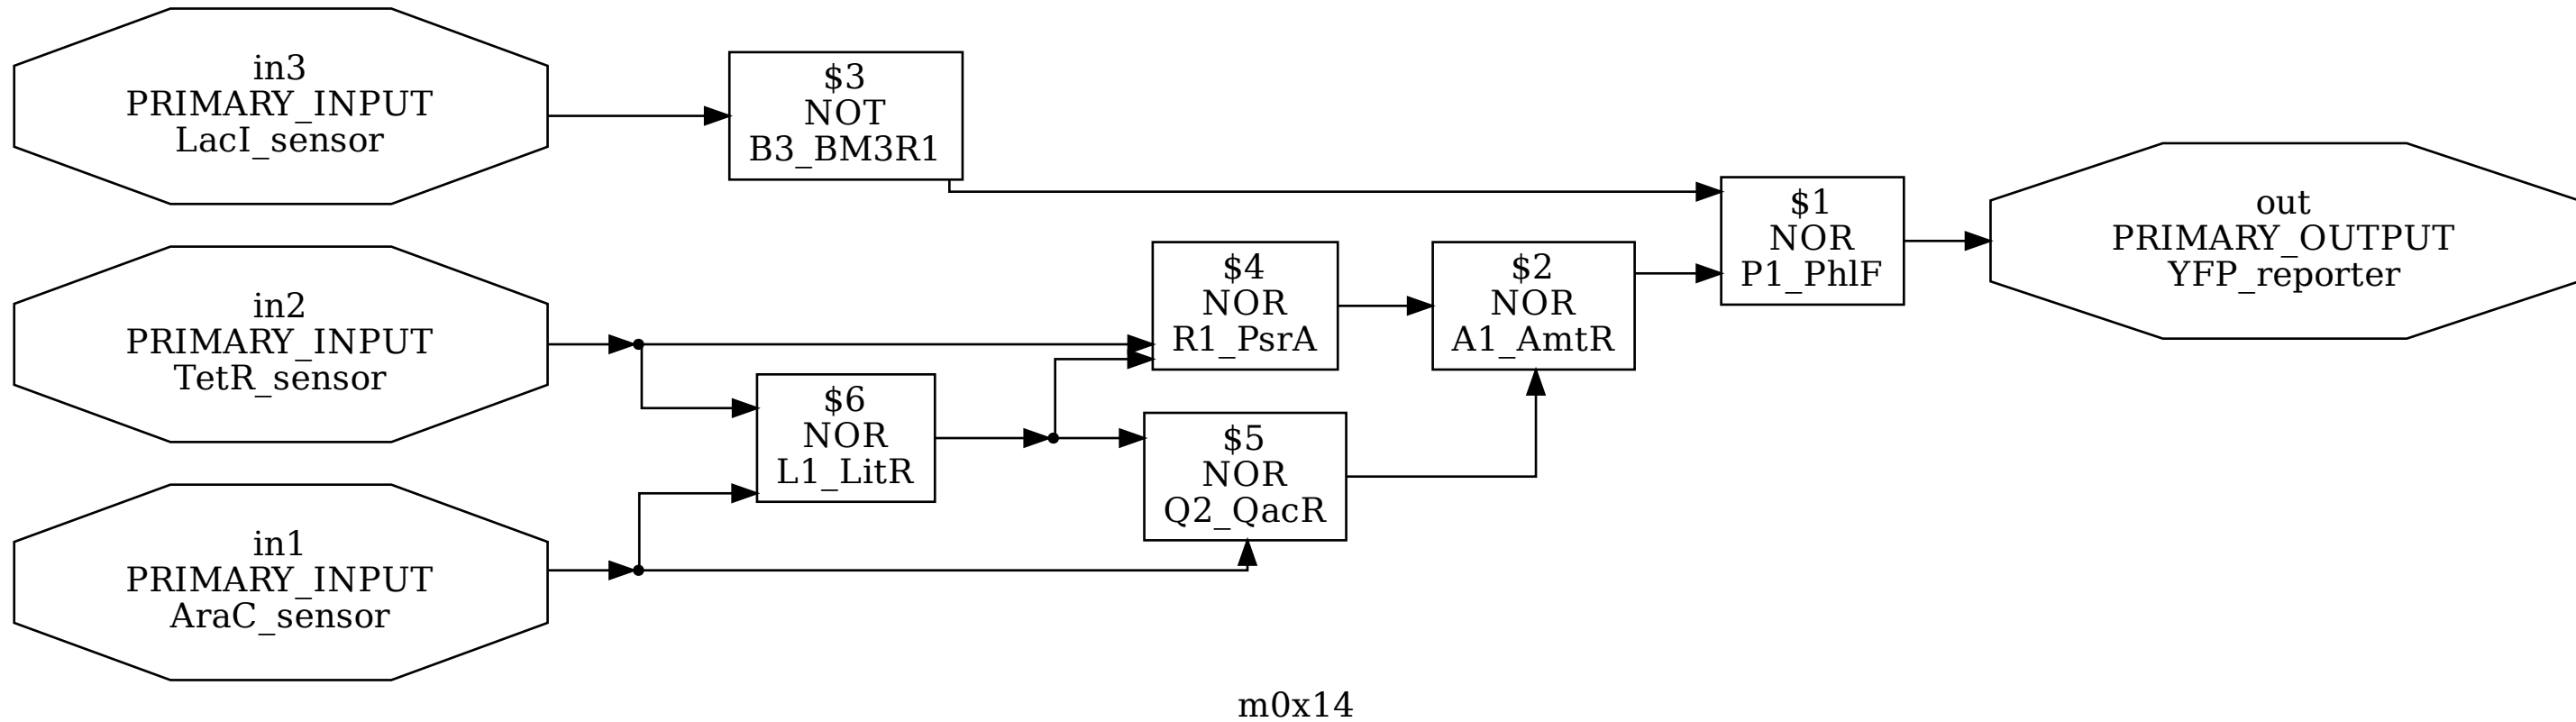 in3
PRIMARY_INPUT
LacI_sensor
$3
NOT
B3_BM3R1
$1
NOR
P1_PhlF
out
PRIMARY_OUTPUT
YFP_reporter
in2
PRIMARY_INPUT
TetR_sensor
$4
NOR
R1_PsrA
$2
NOR
A1_AmtR
$6
NOR
L1_LitR
$5
NOR
Q2_QacR
in1
PRIMARY_INPUT
AraC_sensor
m0x14